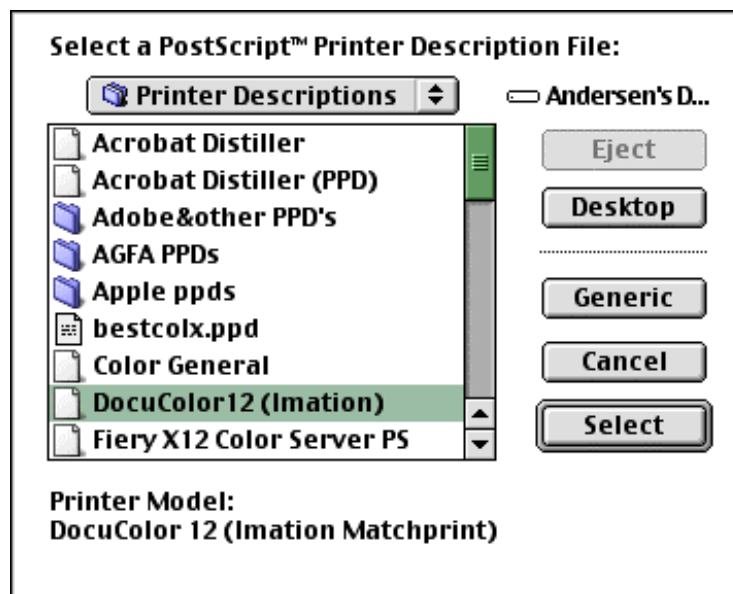 Select a PostScript™ Printer Description File:
Printer Descriptions
Andersen's D...
Acrobat Distiller
Acrobat Distiller (PPD)
Adobe&other PPD's
AGFA PPDs
Apple ppds
bestcolx.ppd
Color General
DocuColor12 (Imation)
Fiery X12 Color Server PS
Eject
Desktop
Generic
Cancel
Select
Printer Model:
DocuColor 12 (Imation Matchprint)